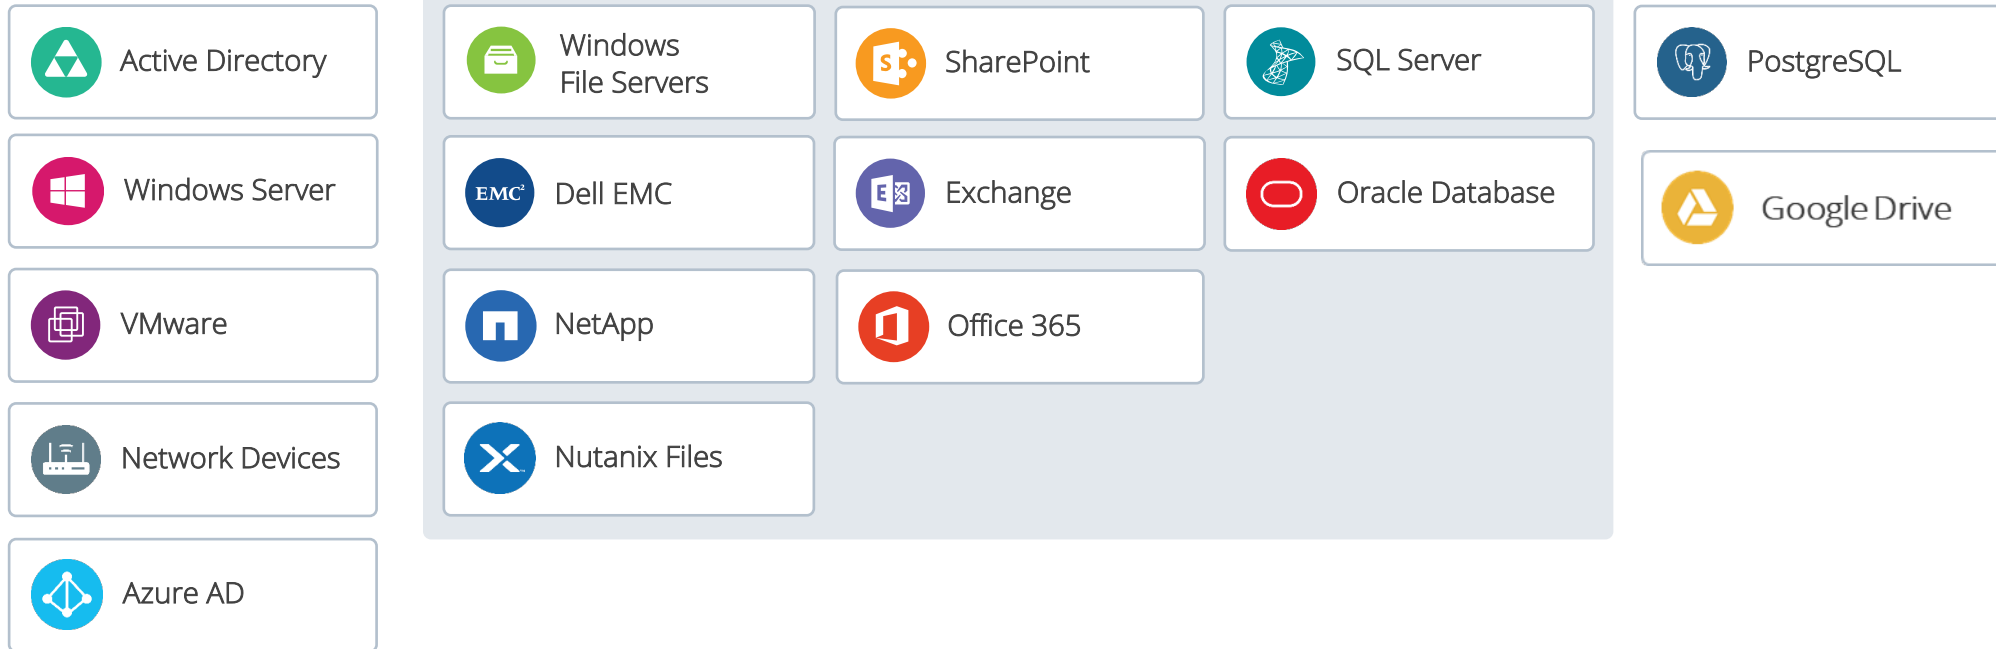 Active Directory
Windows
File Servers
SharePoint
SQL Server
PostgreSQL
Windows Server
EMC²
Dell EMC
E
Exchange
Oracle Database
Google Drive
VMware
NetApp
Office 365
Network Devices
Nutanix Files
Azure AD
S